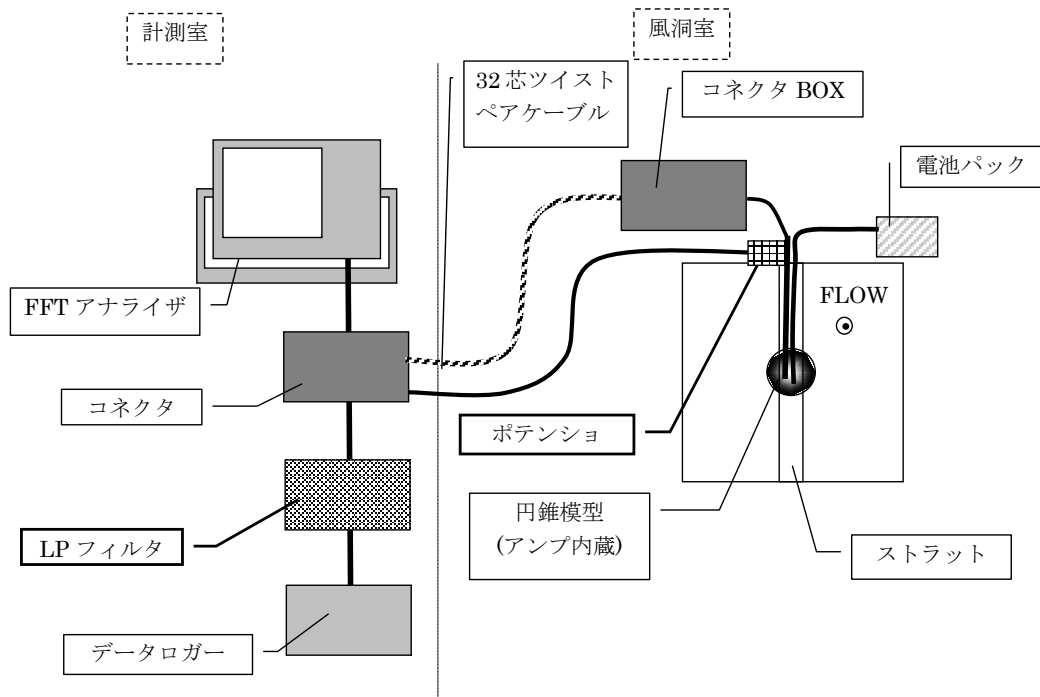 計測室
風洞室
32 芯ツイスト
ペアケーブル
コネクタ BOX
電池パック
FFT アナライザ
FLOW
コネクタ
ポテンショ
LP フィルタ
円錐模型
(アンプ内蔵)
ストラット
データロガー